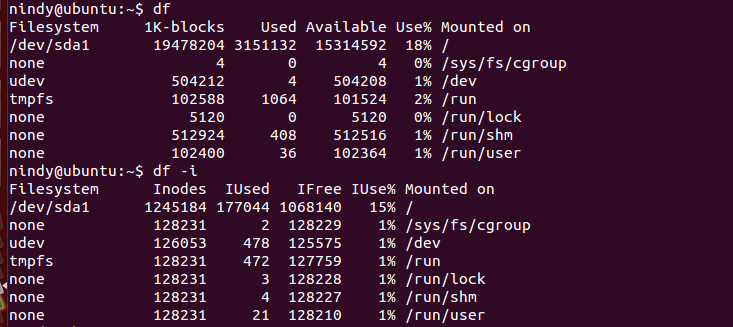 nindy@ubuntu:~$ df
Filesystem     1K-blocks    Used Available Use% Mounted on
/dev/sda1       19478204 3151132  15314592  18% /
none                   4       0         4   0% /sys/fs/cgroup
udev              504212       4    504208   1% /dev
tmpfs             102588    1064    101524   2% /run
none                5120       0      5120   0% /run/lock
none              512924     408    512516   1% /run/shm
none              102400      36    102364   1% /run/user
nindy@ubuntu:~$ df -i
Filesystem      Inodes  IUsed   IFree IUse% Mounted on
/dev/sda1      1245184 177044 1068140   15% /
none            128231      2  128229    1% /sys/fs/cgroup
udev            126053    478  125575    1% /dev
tmpfs           128231    472  127759    1% /run
none            128231      3  128228    1% /run/lock
none            128231      4  128227    1% /run/shm
none            128231     21  128210    1% /run/user